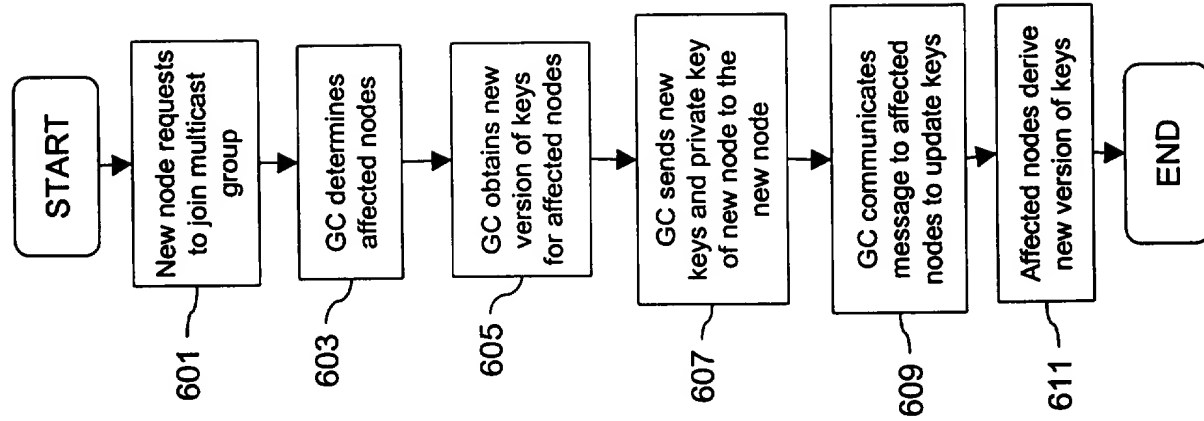 START
601
New node requests
to join multicast
group
603
GC determines
affected nodes
605
GC obtains new
version of keys
for affected nodes
607
GC sends new
keys and private key
of new node to the
new node
609
GC communicates
message to affected
nodes to update keys
611
Affected nodes derive
new version of keys
END